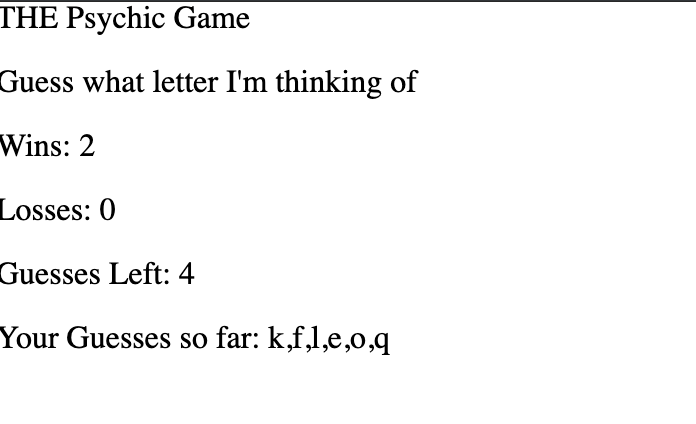 THE Psychic Game
Guess what letter I'm thinking of
Wins: 2
Losses: 0
Guesses Left: 4
Your Guesses so far: k,f,l,e,o,q